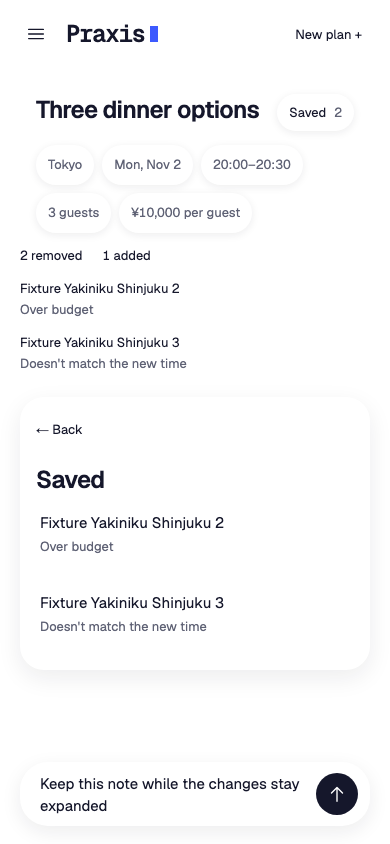 Praxis
New plan +
Three dinner options
Saved 2
Tokyo
Mon, Nov 2
20:00–20:30
3 guests
¥10,000 per guest
2 removed
1 added
Fixture Yakiniku Shinjuku 2
Over budget
Fixture Yakiniku Shinjuku 3
Doesn't match the new time
← Back
Saved
Fixture Yakiniku Shinjuku 2
Over budget
Fixture Yakiniku Shinjuku 3
Doesn't match the new time
Keep this note while the changes stay
expanded